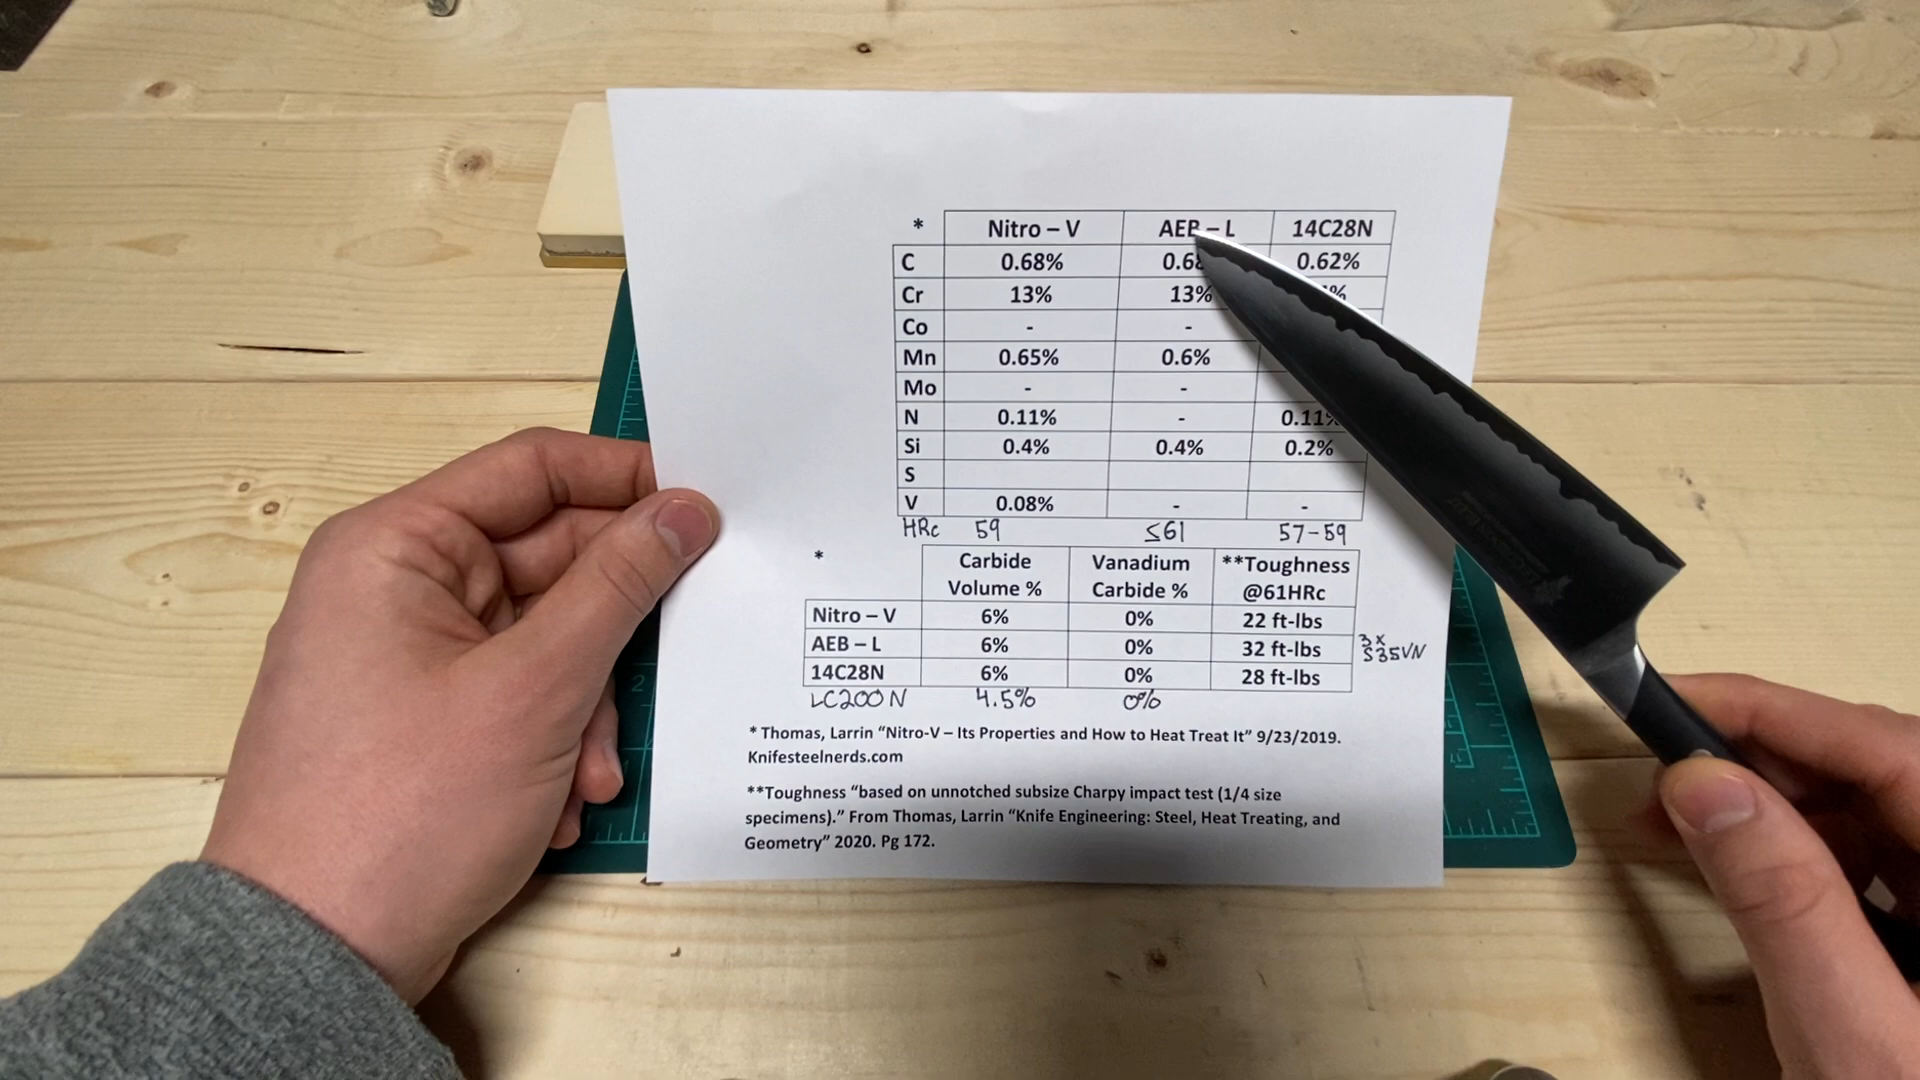 * Nitro – V AEB – L 14C28N
C 0.68% 0.68 0.62%
Cr 13% 13% %
Co - -
Mn 0.65% 0.6%
Mo - -
N 0.11% - 0.11%
Si 0.4% 0.4% 0.2%
S
V 0.08% - -
HRc 59 ≤61 57-59
* Carbide Volume % Vanadium Carbide % **Toughness @61HRc
Nitro – V 6% 0% 22 ft-lbs
AEB – L 6% 0% 32 ft-lbs 3x S35VN
14C28N 6% 0% 28 ft-lbs
LC200N 4.5% 0%
* Thomas, Larrin “Nitro-V – Its Properties and How to Heat Treat It” 9/23/2019.
Knifesteelnerds.com
**Toughness “based on unnotched subsize Charpy impact test (1/4 size
specimens).” From Thomas, Larrin “Knife Engineering: Steel, Heat Treating, and
Geometry” 2020. Pg 172.
2